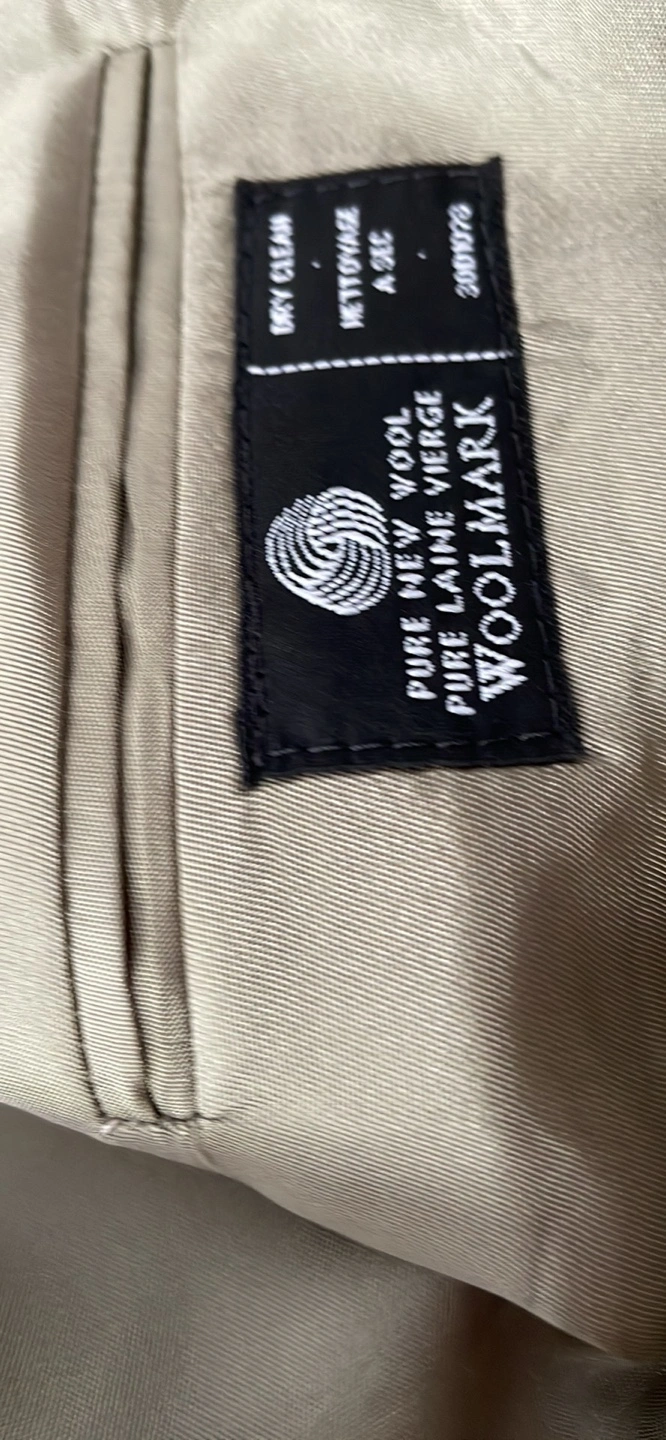 PURE NEW WOOL
PURE LAINE VIERGE
WOOLMARK
DRY CLEAN
NETTOYAGE
A SEC